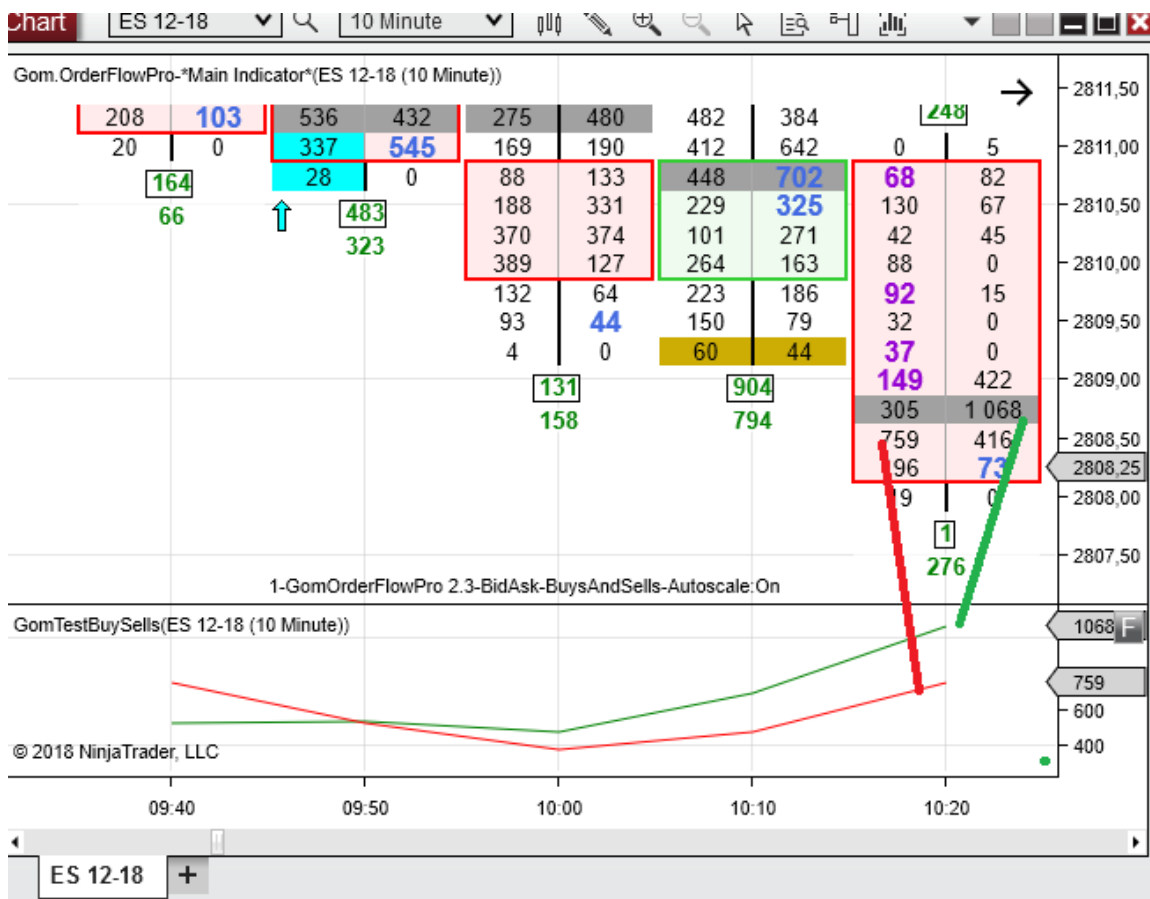 Chart ES 12-18 10 Minute
Gom.OrderFlowPro-*Main Indicator*(ES 12-18 (10 Minute))
2811,50
208 103 536 432 275 480 482 384 248
20 0 337 545 169 190 412 642 0 5 2811,00
164 28 0 88 133 448 702 68 82
66 483 188 331 229 325 130 67 2810,50
323 370 374 101 271 42 45
389 127 264 163 88 0 2810,00
132 64 223 186 92 15
93 44 150 79 32 0 2809,50
4 0 60 44 37 0
131 904 149 422 2809,00
158 794 305 1 068
759 416 2808,50
96 73 2808,25
19 0 2808,00
1
276 2807,50
1-GomOrderFlowPro 2.3-BidAsk-BuysAndSells-Autoscale:On
GomTestBuySells(ES 12-18 (10 Minute)) 1068 F
759
600
© 2018 NinjaTrader, LLC 400
09:40 09:50 10:00 10:10 10:20
ES 12-18 +